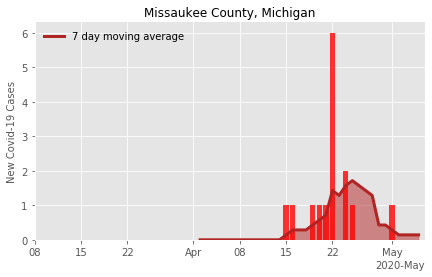 Missaukee County, Michigan
7 day moving average
New Covid-19 Cases
6
5
4
3
2
1
0
08 15 22 Apr 08 15 22 May
2020-May